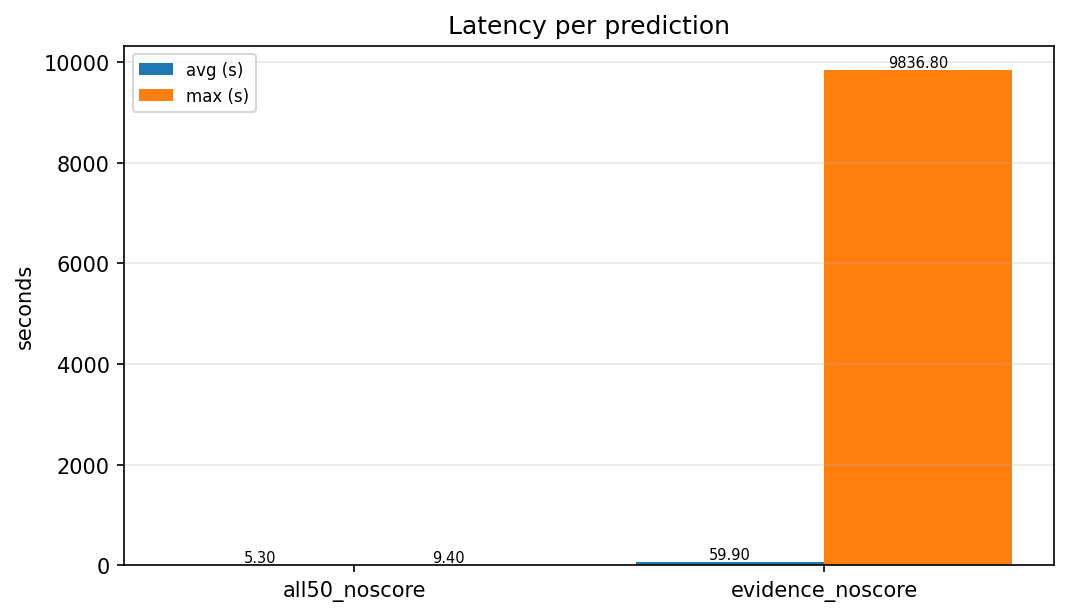 Latency per prediction
avg (s)
max (s)
seconds
10000
8000
6000
4000
2000
0
5.30
9.40
59.90
9836.80
all50_noscore
evidence_noscore